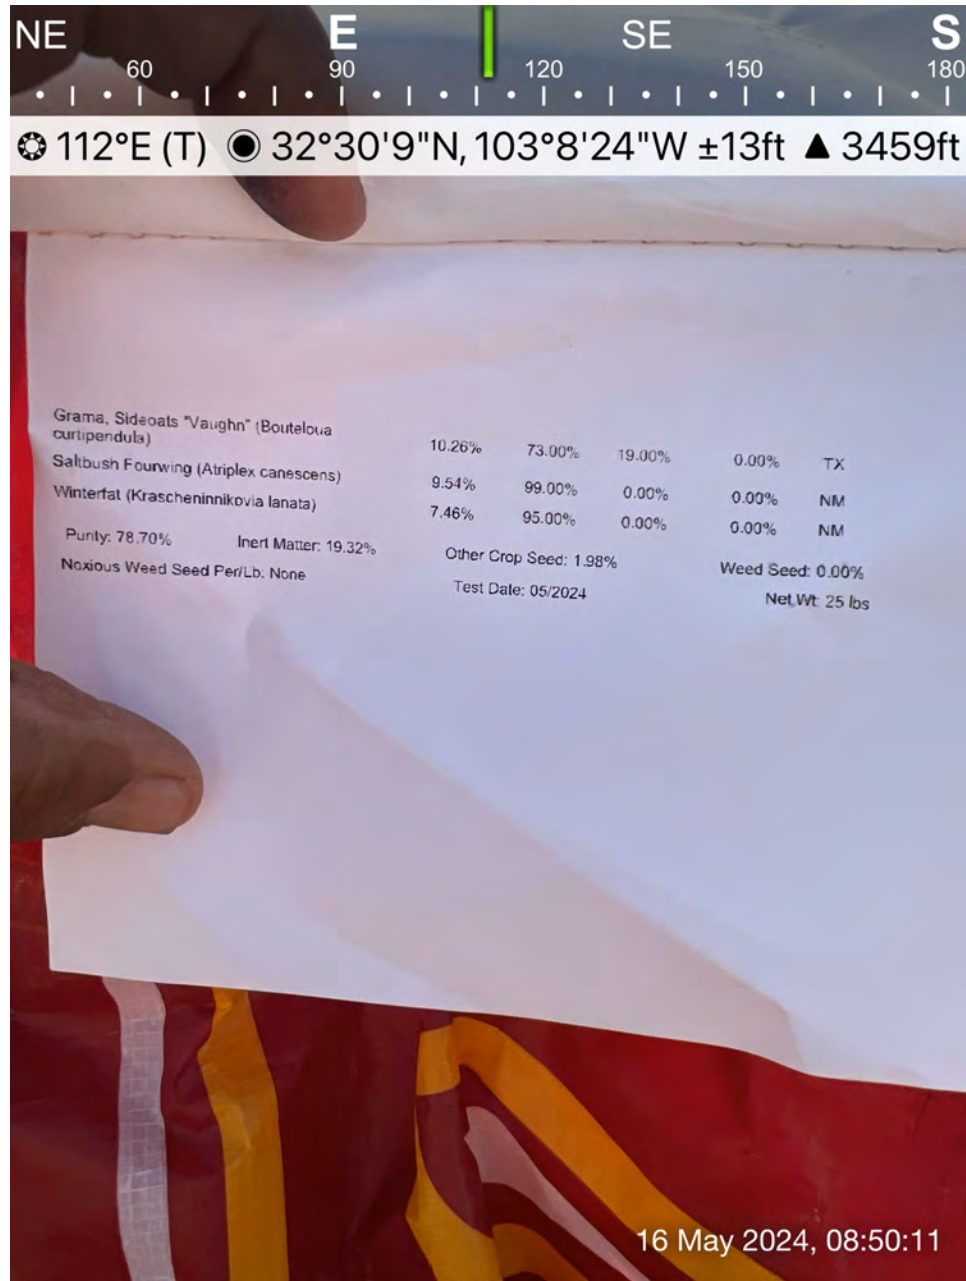 NE E SE S
60 90 120 150 180
112°E (T) 32°30'9"N, 103°8'24"W ±13ft ▲ 3459ft
Grama, Sideoats "Vaughn" (Bouteloua
curtipendula) 10.26% 73.00% 19.00% 0.00% TX
Saltbush Fourwing (Atriplex canescens) 9.54% 99.00% 0.00% 0.00% NM
Winterfat (Krascheninnikovia lanata) 7.46% 95.00% 0.00% 0.00% NM
Purity: 78.70% Inert Matter: 19.32% Other Crop Seed: 1.98% Weed Seed: 0.00%
Noxious Weed Seed Per/Lb: None Test Date: 05/2024 Net.Wt: 25 lbs
16 May 2024, 08:50:11